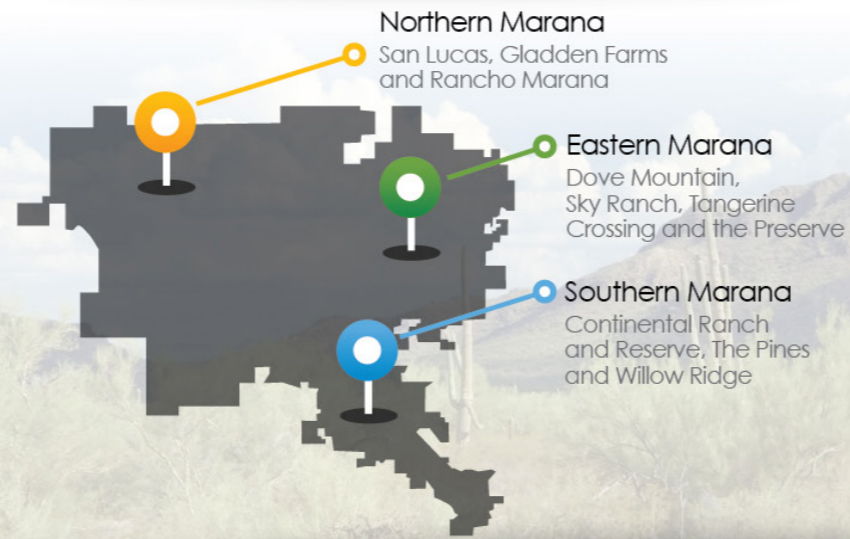 Northern Marana
San Lucas, Gladden Farms
and Rancho Marana
Eastern Marana
Dove Mountain,
Sky Ranch, Tangerine
Crossing and the Preserve
Southern Marana
Continental Ranch
and Reserve, The Pines
and Willow Ridge